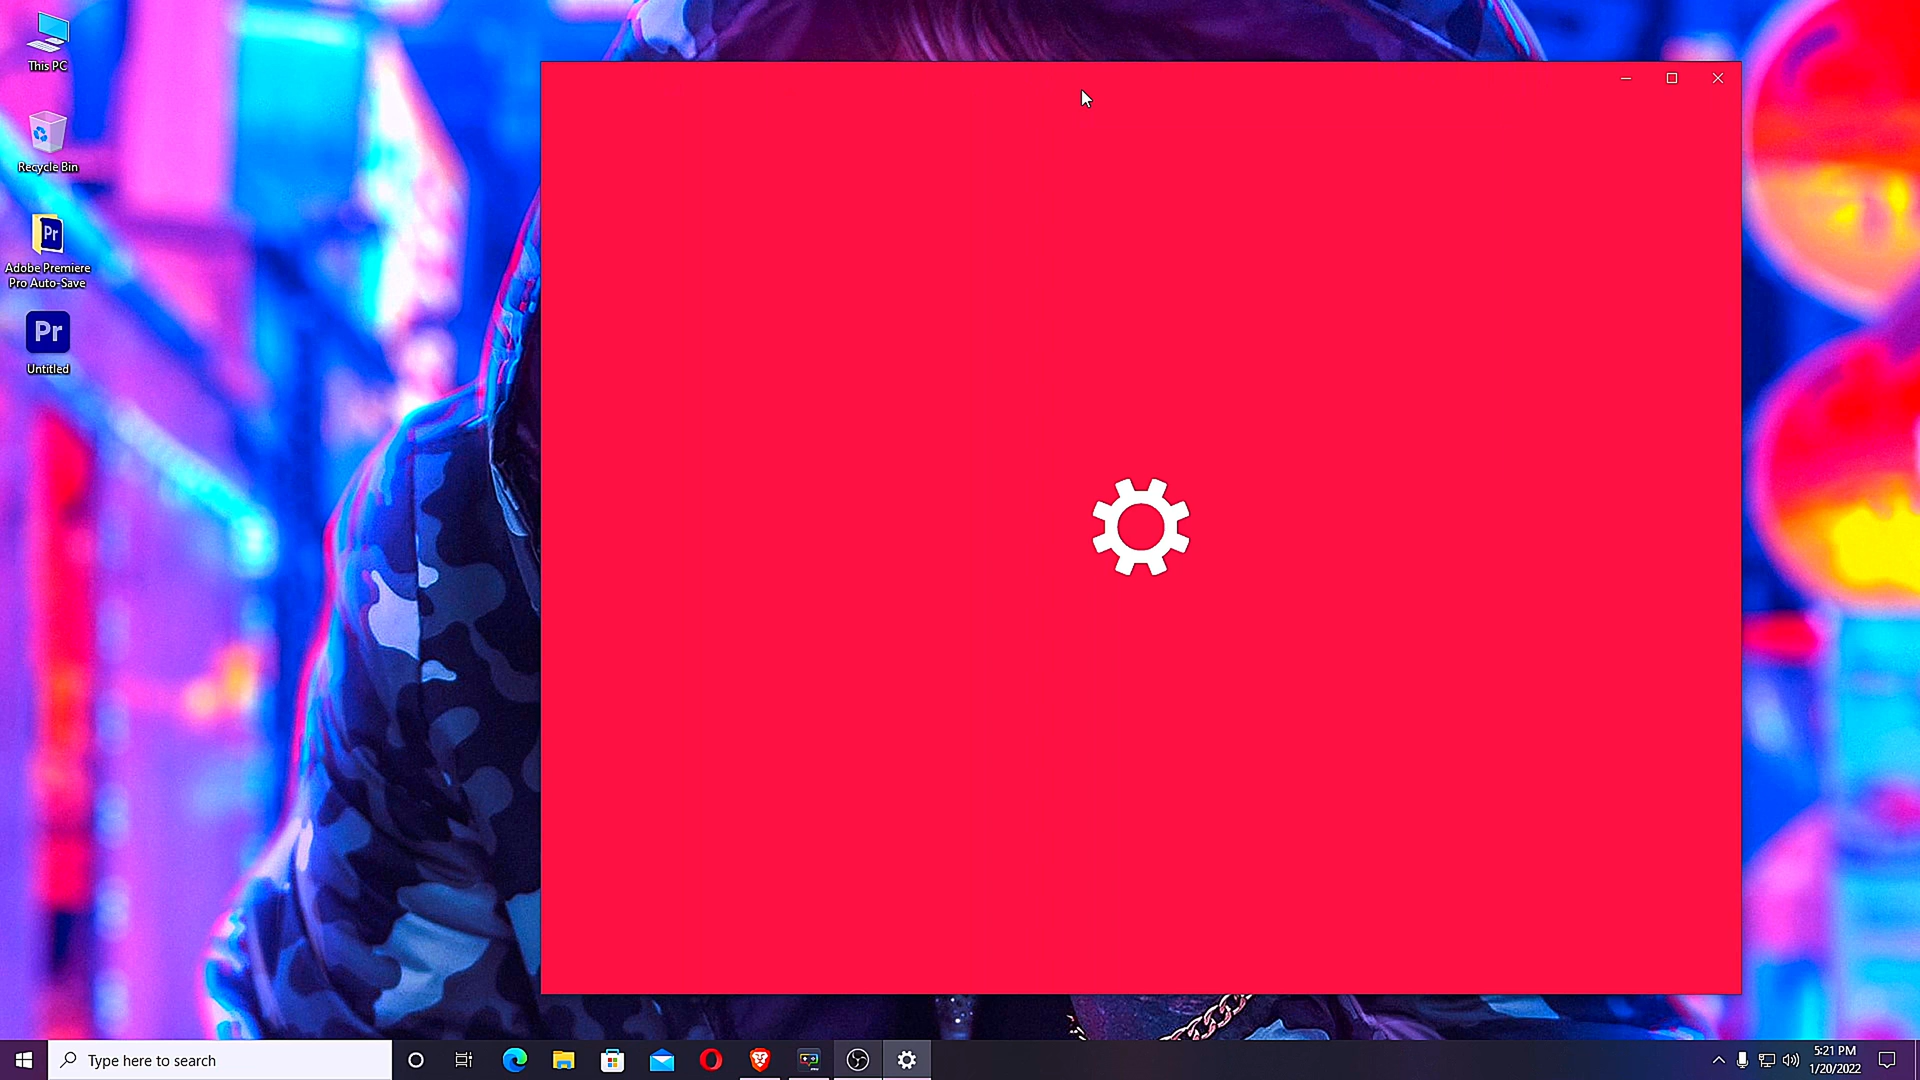 This PC
Recycle Bin
Pr
Adobe Premiere
Pro Auto-Save
Pr
Untitled
Type here to search
5:21 PM
1/20/2022